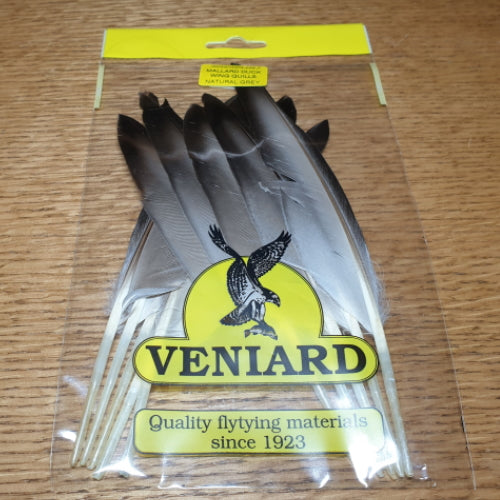 MALLARD DUCK
WING QUILLS
NATURAL GREY
VENIARD
Quality flytying materials
since 1923